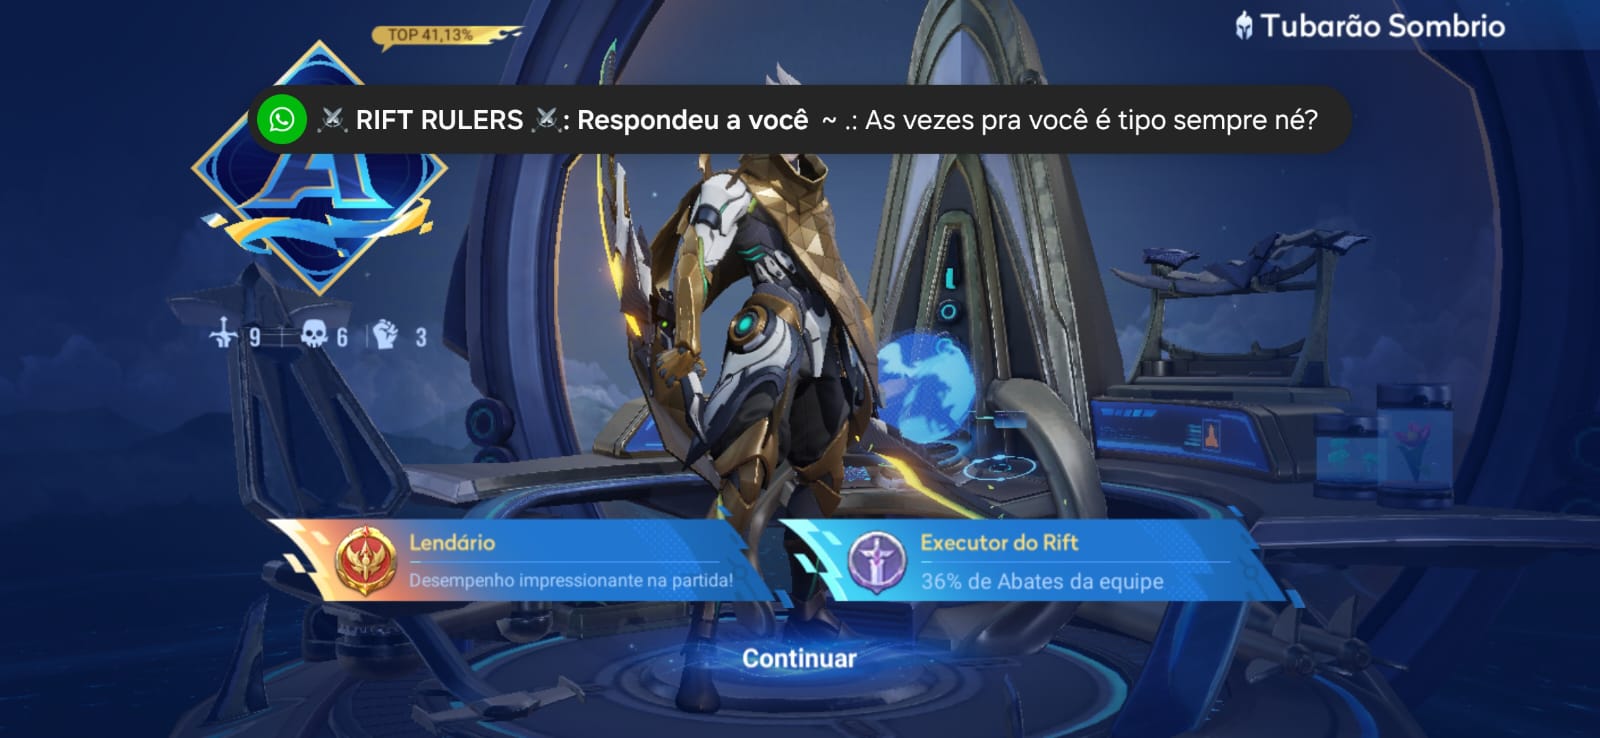 TOP 41,13%
Tubarão Sombrio
RIFT RULERS : Respondeu a você ~ .: As vezes pra você é tipo sempre né?
A
9 6 3
Lendário
Desempenho impressionante na partida!
Executor do Rift
36% de Abates da equipe
Continuar